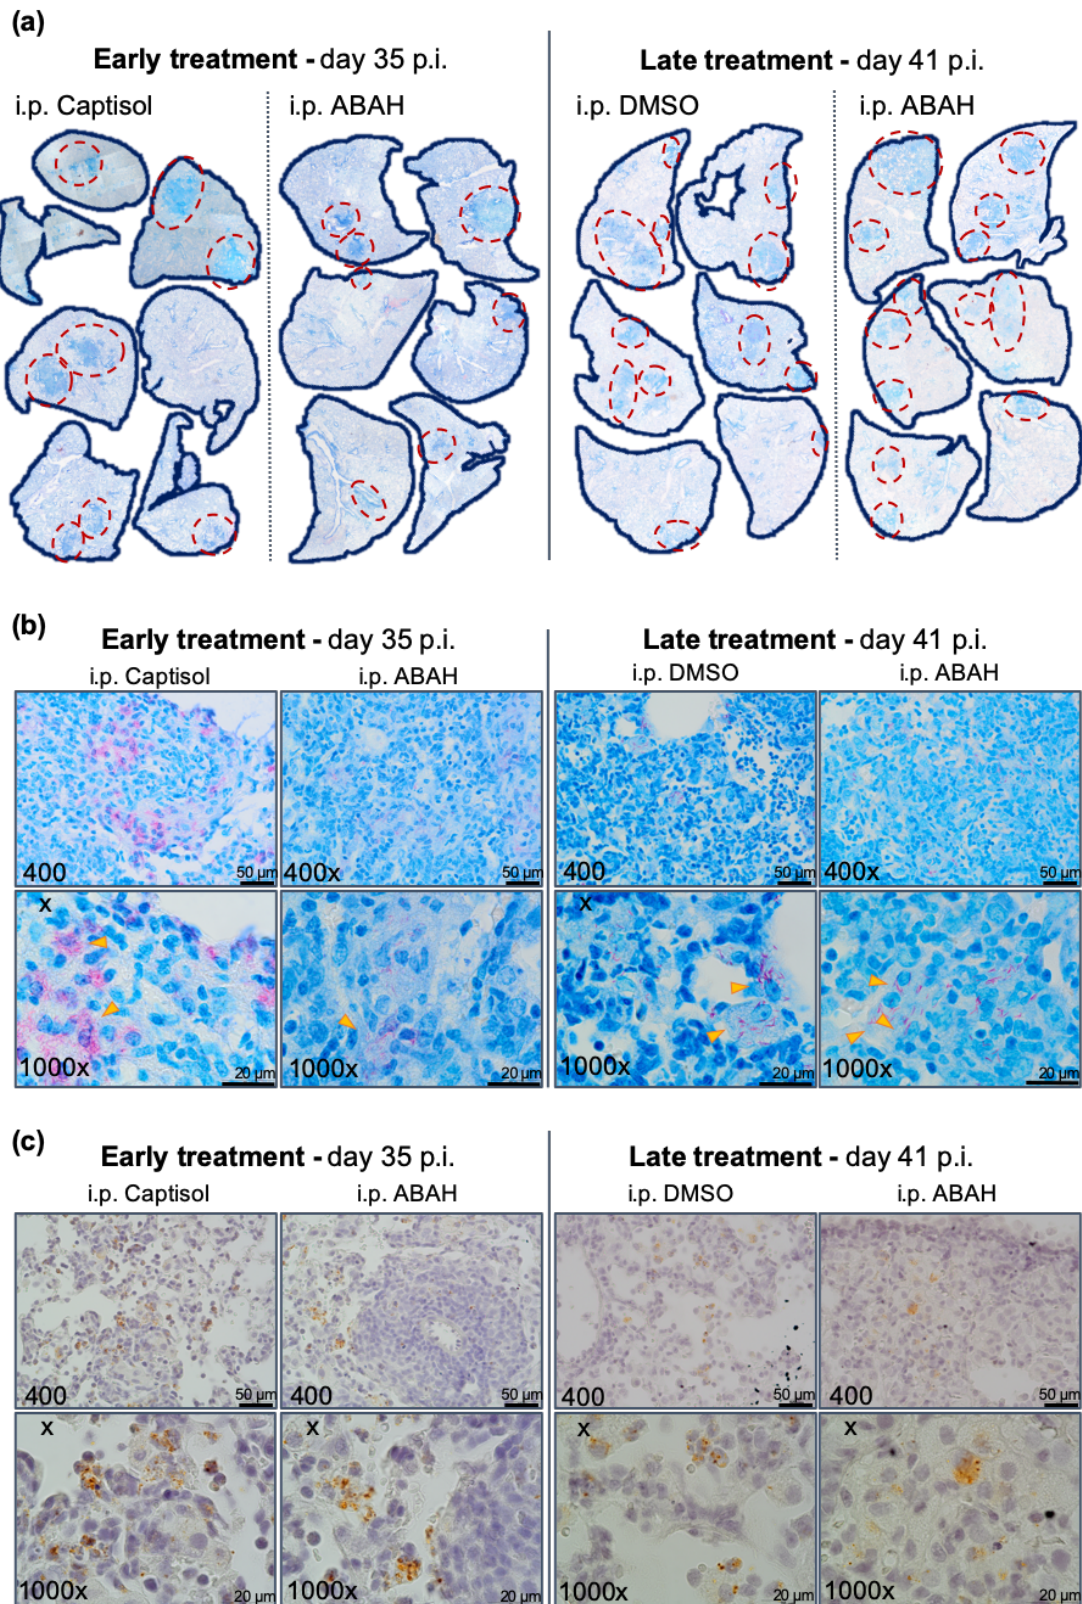 (a)
Early treatment - day 35 p.i.
Late treatment - day 41 p.i.
i.p. Captisol
i.p. ABAH
i.p. DMSO
i.p. ABAH
(b)
Early treatment - day 35 p.i.
Late treatment - day 41 p.i.
i.p. Captisol
i.p. ABAH
i.p. DMSO
i.p. ABAH
400
50 µm
400x
50 µm
400
50 µm
400x
50 µm
x
x
1000x
20 µm
1000x
20 µm
1000x
20 µm
1000x
20 µm
(c)
Early treatment - day 35 p.i.
Late treatment - day 41 p.i.
i.p. Captisol
i.p. ABAH
i.p. DMSO
i.p. ABAH
400
50 µm
400
50 µm
400
50 µm
400
50 µm
x
x
x
x
1000x
20 µm
1000x
20 µm
1000x
20 µm
1000x
20 µm